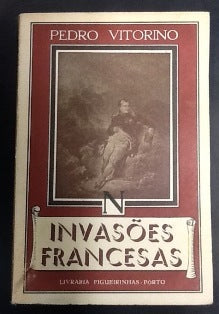 PEDRO VITORINO
N
INVASÕES
FRANCESAS
LIVRARIA FIGUEIRINHAS-PORTO